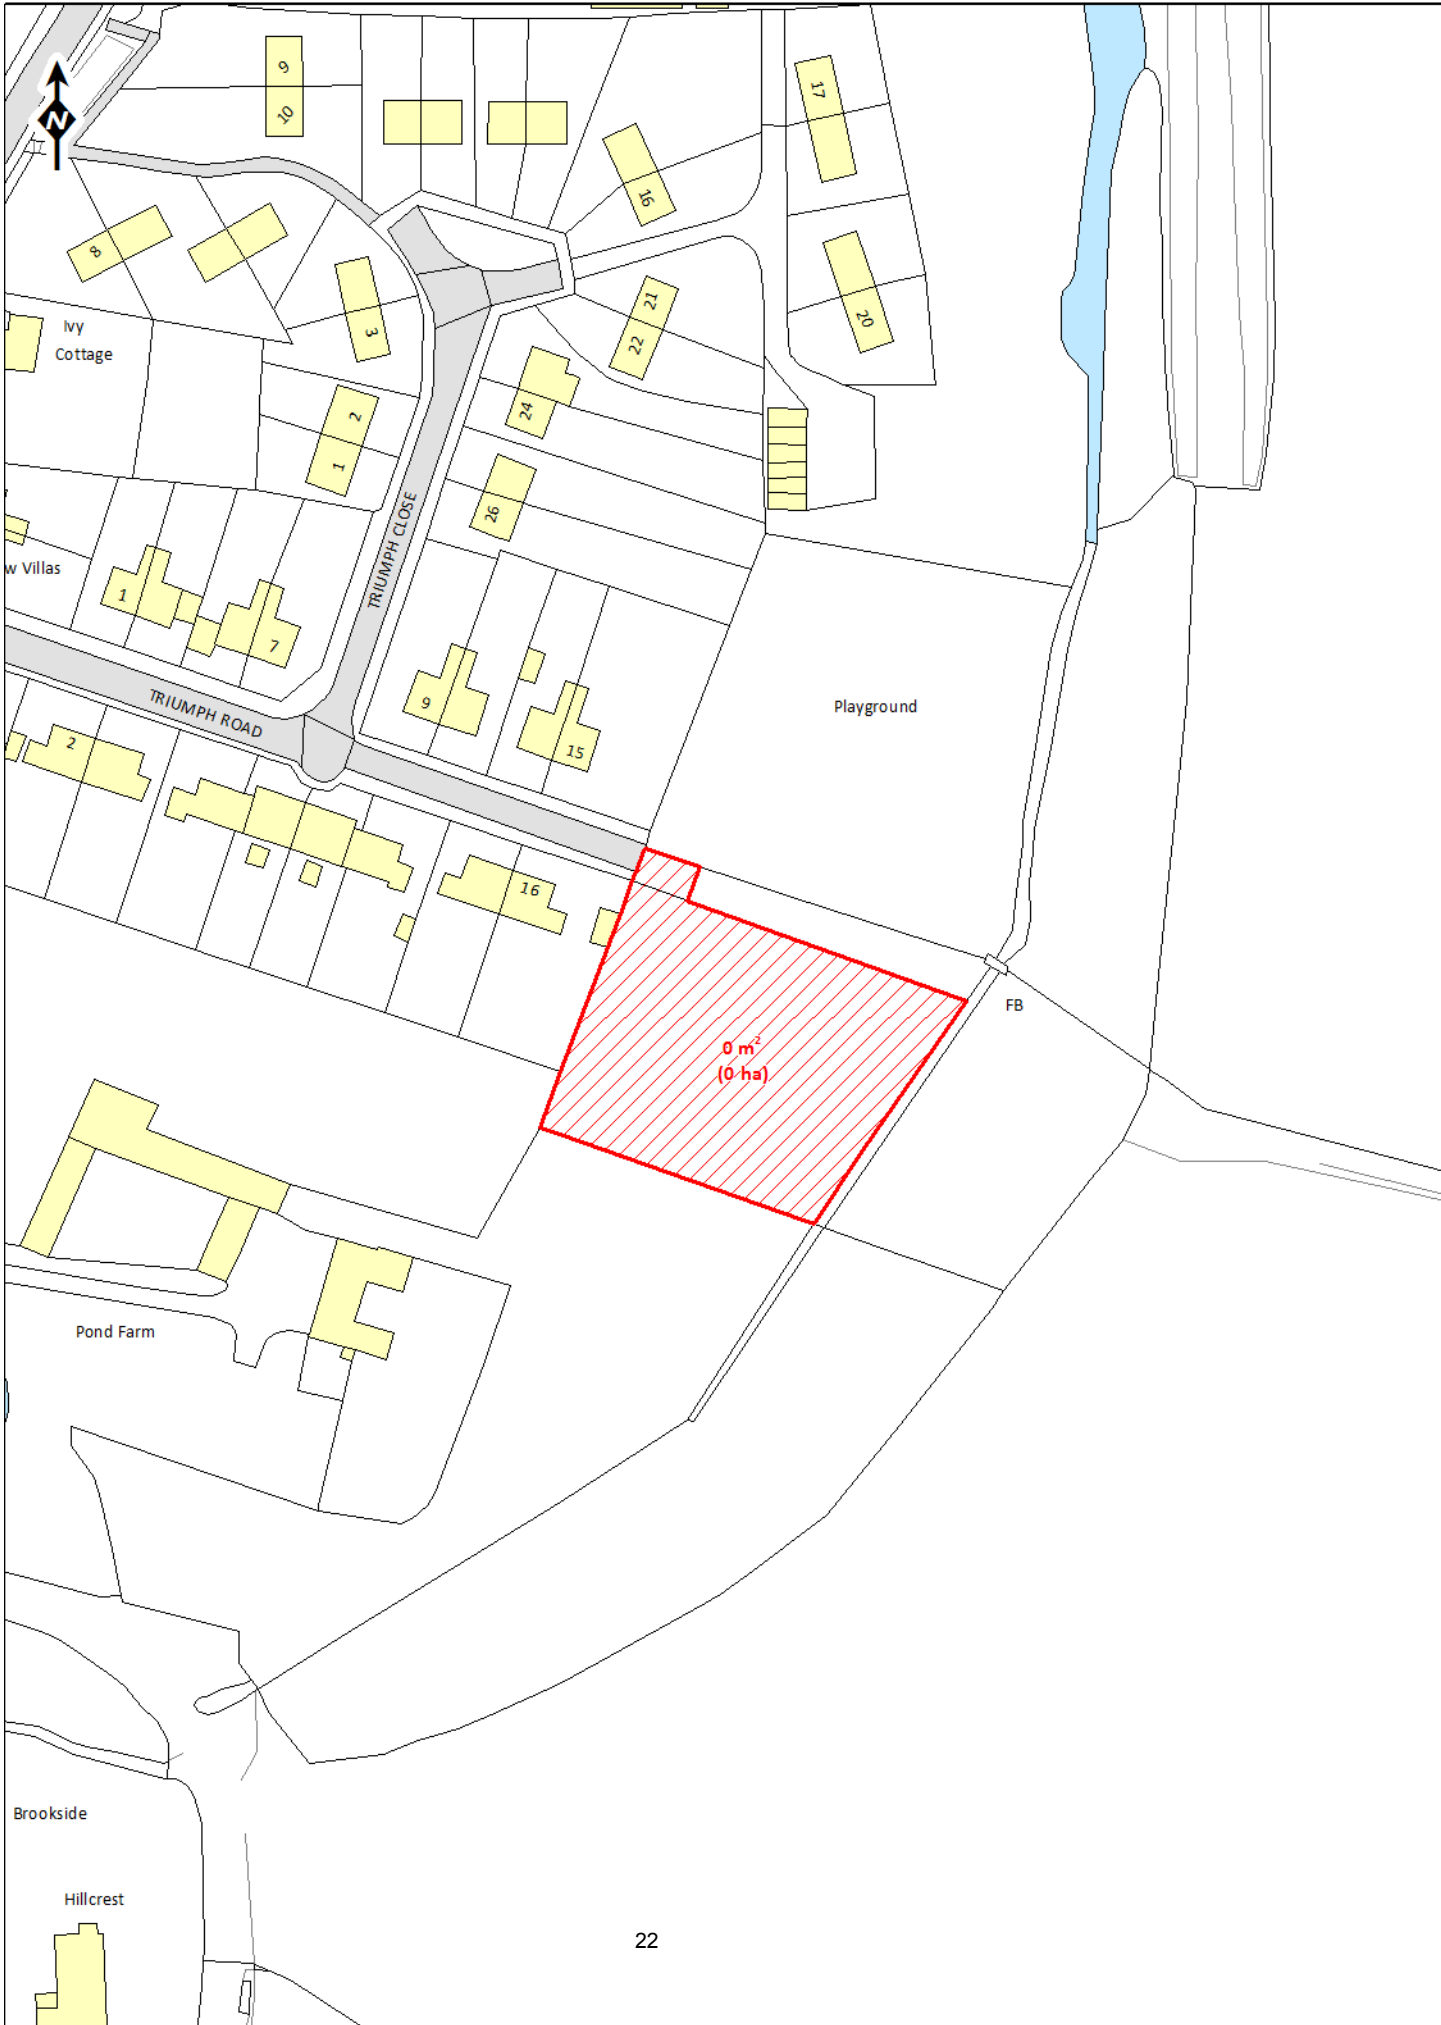 N
9
10
17
16
8
3
20
21
22
Ivy
Cottage
24
2
1
26
TRIUMPH CLOSE
w Villas
1
7
9
15
Playground
TRIUMPH ROAD
2
16
FB
0 m²
(0 ha)
Pond Farm
Brookside
Hillcrest
22